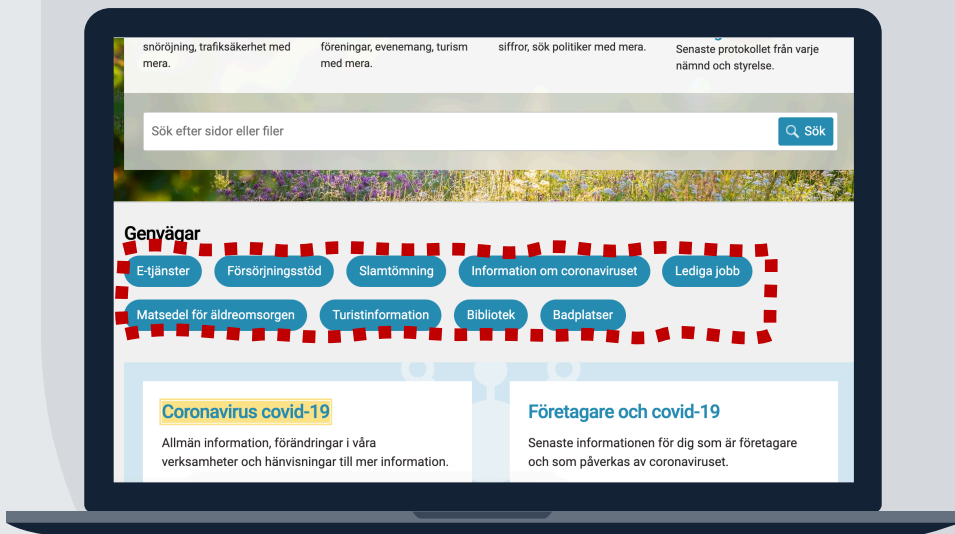 snöröjning, trafiksäkerhet med
mera.
föreningar, evenemang, turism
med mera.
siffror, sök politiker med mera.
Senaste protokollet från varje
nämnd och styrelse.
Sök efter sidor eller filer
Sök
Genvägar
E-tjänster Försörjningsstöd Slamtömning Information om coronaviruset Lediga jobb
Matsedel för äldreomsorgen Turistinformation Bibliotek Badplatser
Coronavirus covid-19
Allmän information, förändringar i våra
verksamheter och hänvisningar till mer information.
Företagare och covid-19
Senaste informationen för dig som är företagare
och som påverkas av coronaviruset.